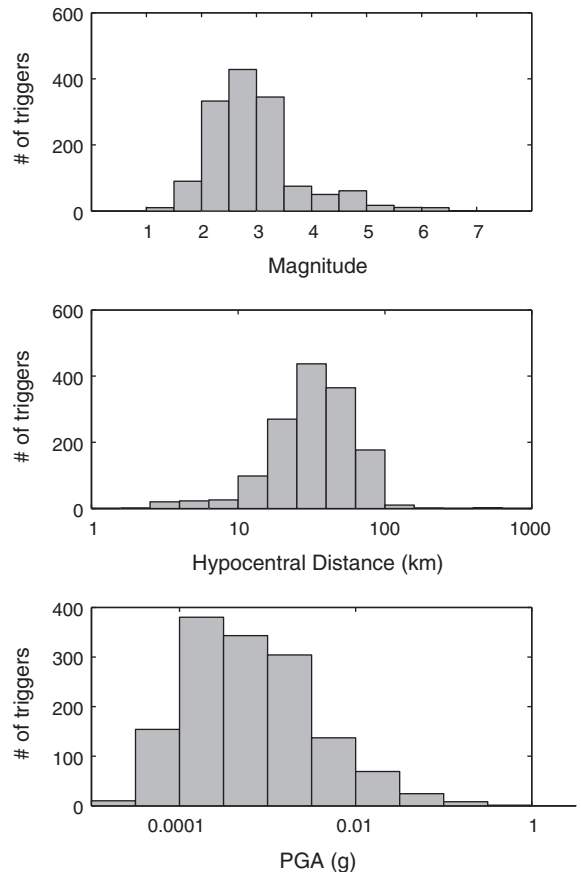 600
400
200
0
# of triggers
1 2 3 4 5 6 7
Magnitude
600
400
200
0
# of triggers
1 10 100 1000
Hypocentral Distance (km)
400
300
200
100
0
# of triggers
0.0001 0.01 1
PGA (g)